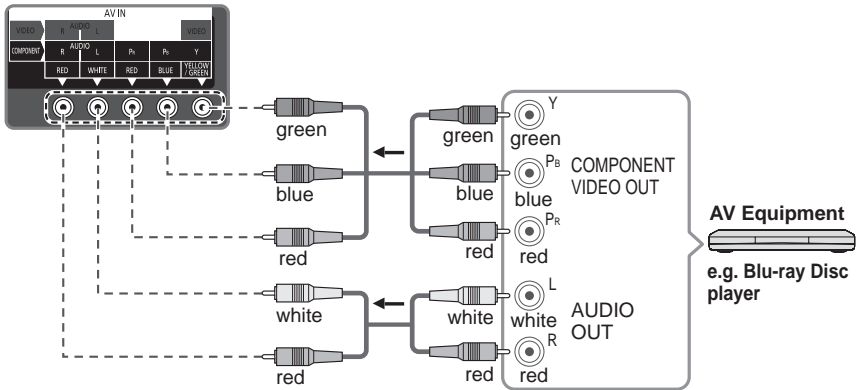 AV IN
VIDEO R AUDIO L VIDEO
COMPONENT R AUDIO L PR PB Y
RED WHITE RED BLUE YELLOW / GREEN
green
blue
red
white
red
green
blue
red
white
red
Y
green
PB
blue
PR
red
L
white
R
red
COMPONENT
VIDEO OUT
AUDIO
OUT
AV Equipment
e.g. Blu-ray Disc
player